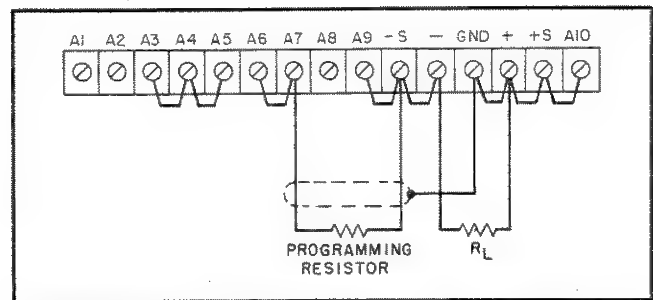 A1 A2 A3 A4 A5 A6 A7 A8 A9 -S - GND + +S A10
PROGRAMMING
RESISTOR
RL